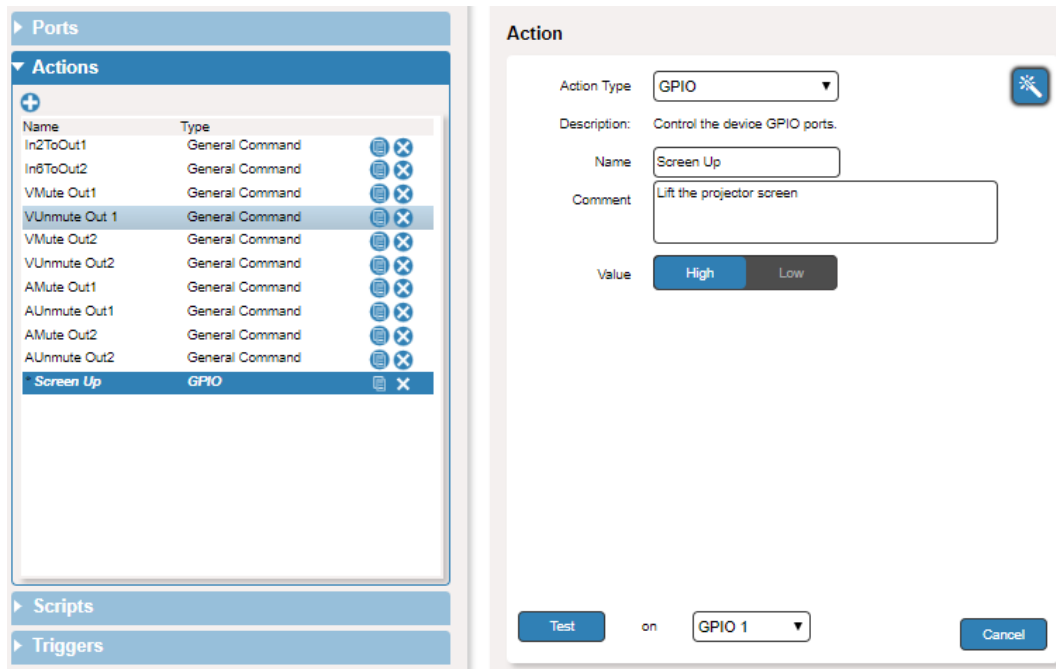 Ports
Actions
Name Type
In2ToOut1 General Command
In6ToOut2 General Command
VMute Out1 General Command
VUnmute Out 1 General Command
VMute Out2 General Command
VUnmute Out2 General Command
AMute Out1 General Command
AUnmute Out1 General Command
AMute Out2 General Command
AUnmute Out2 General Command
* Screen Up GPIO
Scripts
Triggers
Action
Action Type GPIO
Description: Control the device GPIO ports.
Name Screen Up
Comment Lift the projector screen
Value High Low
Test on GPIO 1
Cancel